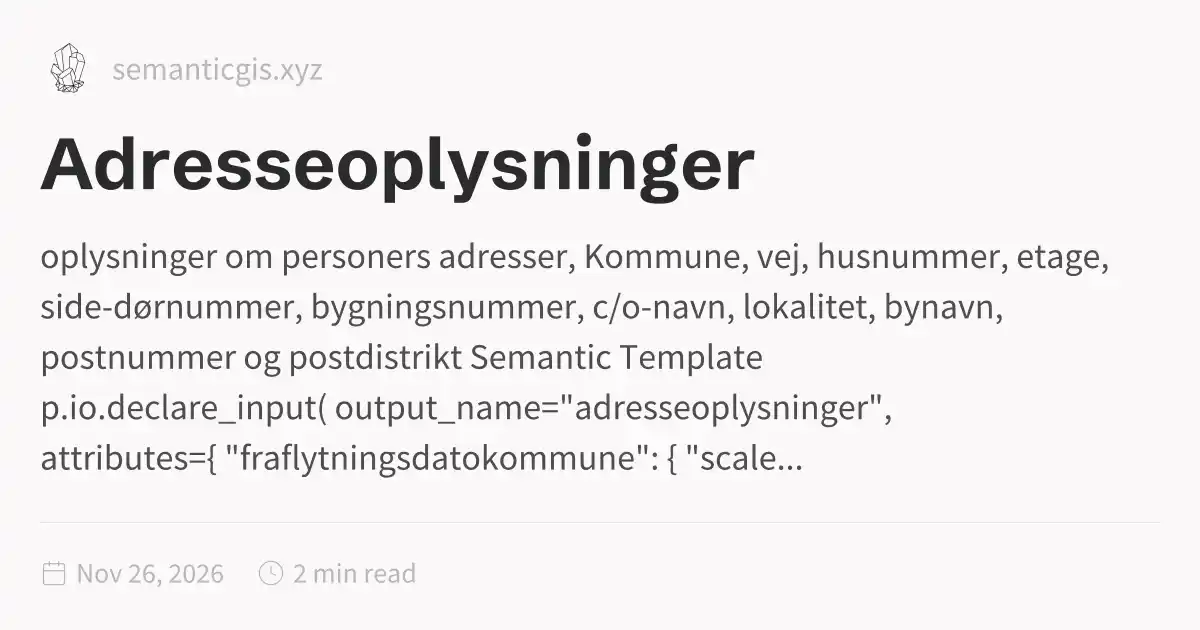 semanticgis.xyz
Adresseoplysninger
oplysninger om personers adresser, Kommune, vej, husnummer, etage,
side-dørnummer, bygningsnummer, c/o-navn, lokalitet, bynavn,
postnummer og postdistrikt Semantic Template
p.io.declare_input( output_name="adresseoplysninger",
attributes={ "fraflytningsdatokommune": { "scale...
Nov 26, 2026 2 min read